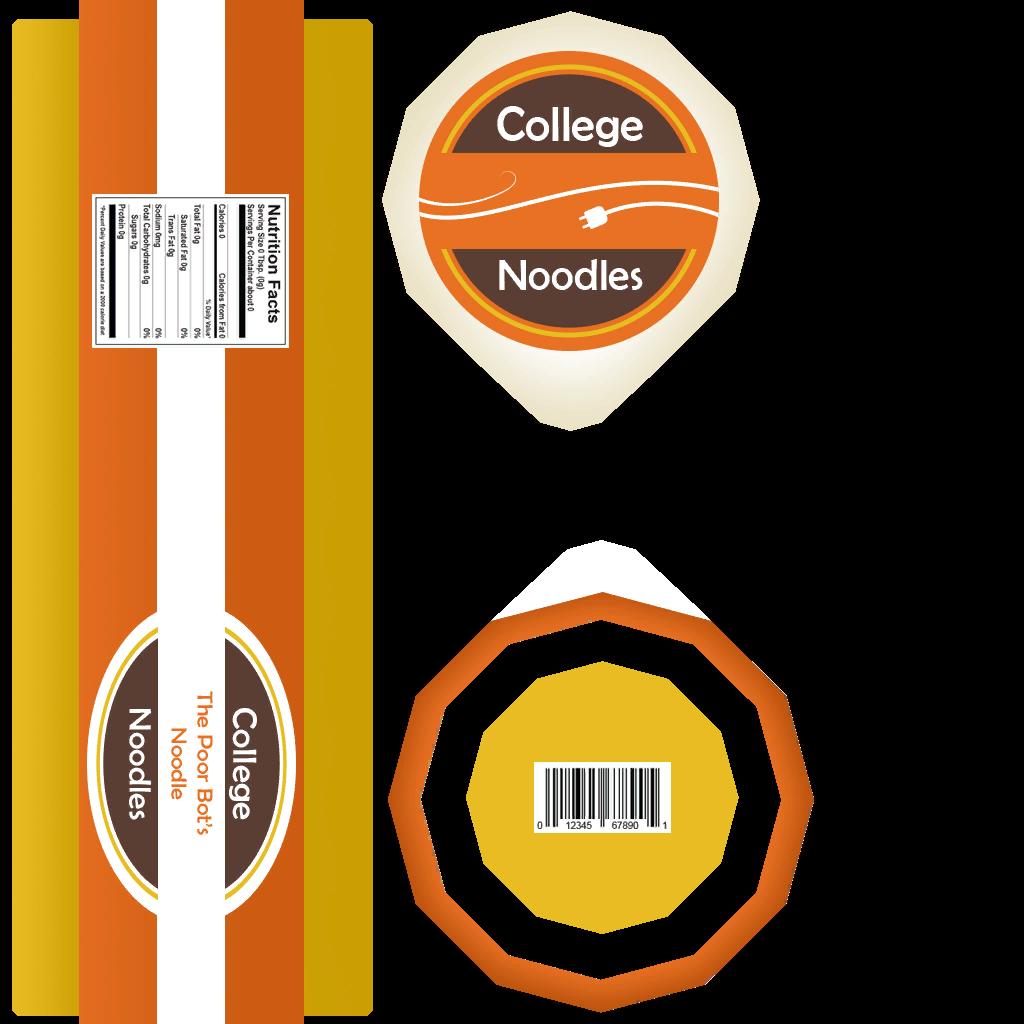 Nutrition Facts
Serving Size 0 Tbsp. (0g)
Servings Per Container about 0
Calories 0 Calories from Fat 0
% Daily Value*
Total Fat 0g 0%
Saturated Fat 0g 0%
Trans Fat 0g
Sodium 0mg 0%
Total Carbohydrates 0g 0%
Sugars 0g
Protein 0g
*Percent Daily Values are based on a 2000 calorie diet
College
The Poor Bot's
Noodle
Noodles
College
Noodles
0 12345 67890 1